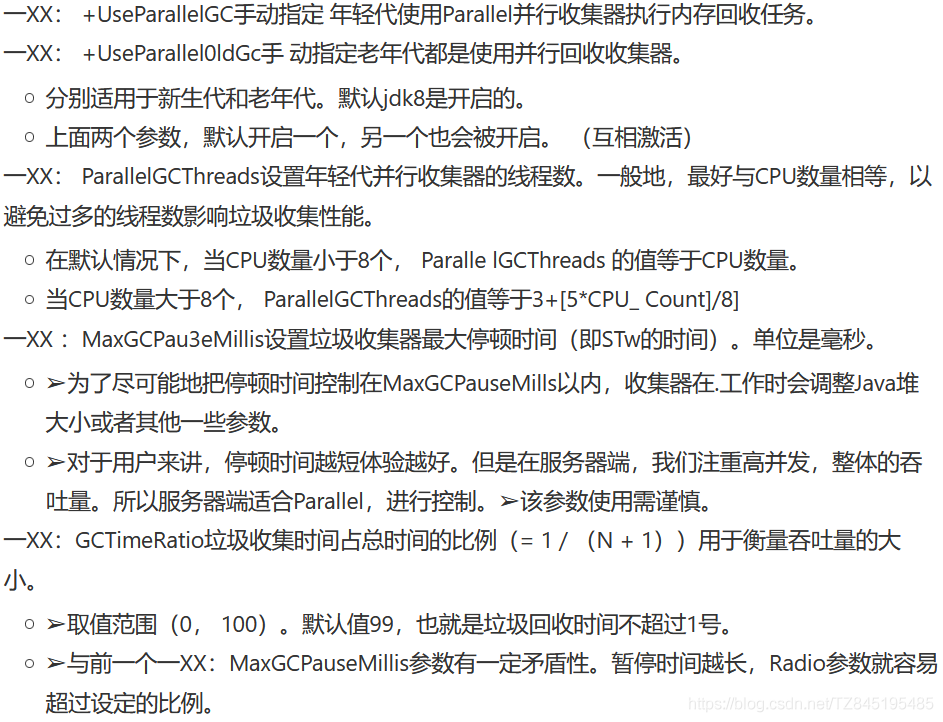 一XX： +UseParallelGC手动指定 年轻代使用Parallel并行收集器执行内存回收任务。
一XX： +UseParallel0ldGc手 动指定老年代都是使用并行回收收集器。
○ 分别适用于新生代和老年代。默认jdk8是开启的。
○ 上面两个参数，默认开启一个，另一个也会被开启。 （互相激活）
一XX： ParallelGCThreads设置年轻代并行收集器的线程数。一般地，最好与CPU数量相等，以
避免过多的线程数影响垃圾收集性能。
○ 在默认情况下，当CPU数量小于8个， Paralle lGCThreads 的值等于CPU数量。
○ 当CPU数量大于8个， ParallelGCThreads的值等于3+[5*CPU_ Count]/8]
一XX ：MaxGCPau3eMillis设置垃圾收集器最大停顿时间（即STw的时间）。单位是毫秒。
○ ➢为了尽可能地把停顿时间控制在MaxGCPauseMills以内，收集器在.工作时会调整Java堆
大小或者其他一些参数。
○ ➢对于用户来讲，停顿时间越短体验越好。但是在服务器端，我们注重高并发，整体的吞
吐量。所以服务器端适合Parallel，进行控制。➢该参数使用需谨慎。
一XX：GCTimeRatio垃圾收集时间占总时间的比例（= 1 / （N + 1））用于衡量吞吐量的大
小。
○ ➢取值范围（0， 100）。默认值99，也就是垃圾回收时间不超过1号。
○ ➢与前一个一XX：MaxGCPauseMillis参数有一定矛盾性。暂停时间越长，Radio参数就容易
超过设定的比例。
https://blog.csdn.net/TZ845195485